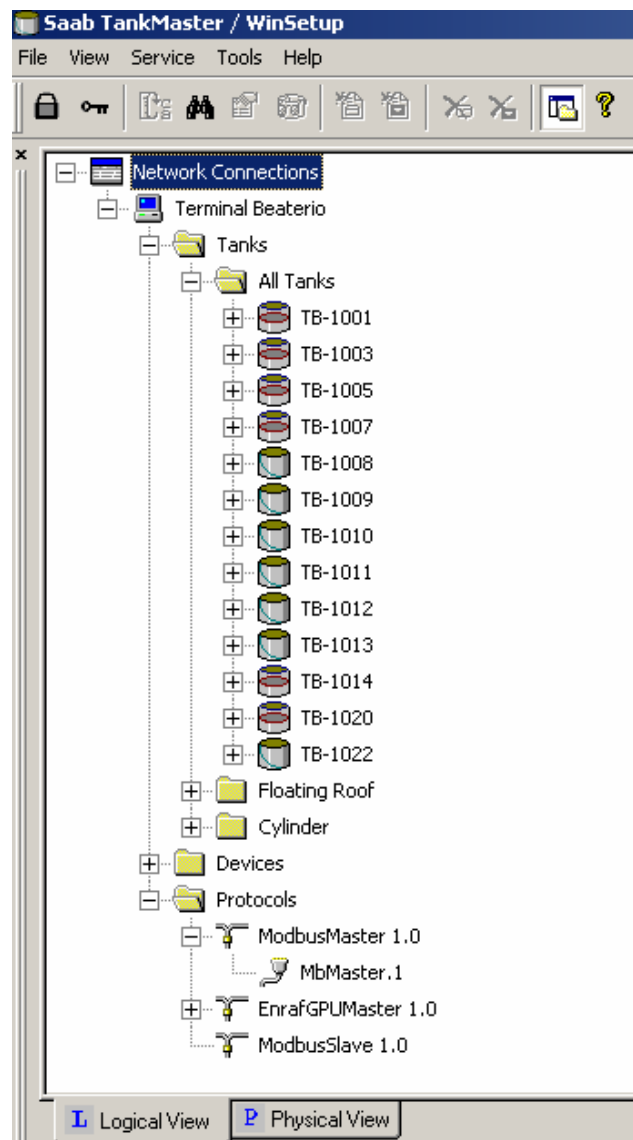 Saab TankMaster / WinSetup
File View Service Tools Help
Network Connections
Terminal Beaterio
Tanks
All Tanks
TB-1001
TB-1003
TB-1005
TB-1007
TB-1008
TB-1009
TB-1010
TB-1011
TB-1012
TB-1013
TB-1014
TB-1020
TB-1022
Floating Roof
Cylinder
Devices
Protocols
ModbusMaster 1.0
MbMaster.1
EnrafGPUMaster 1.0
ModbusSlave 1.0
L Logical View P Physical View